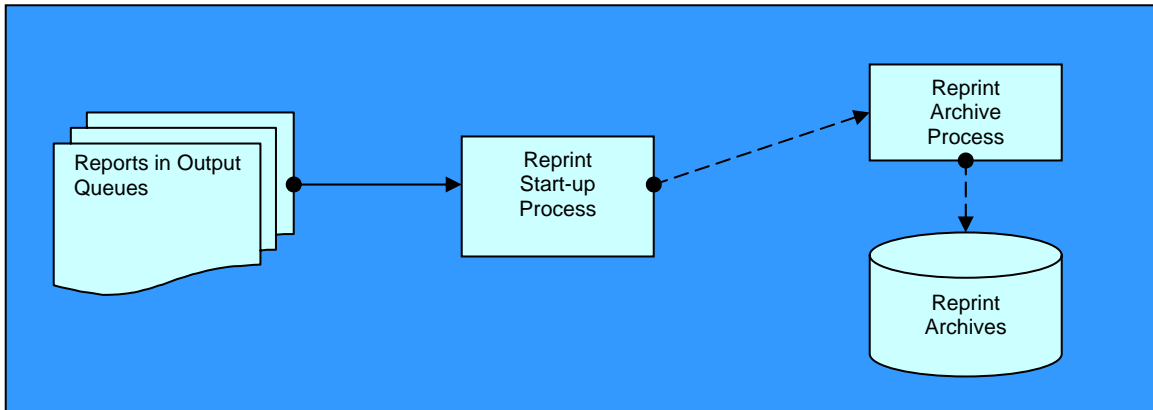 Reports in Output
Queues
Reprint
Start-up
Process
Reprint
Archive
Process
Reprint
Archives